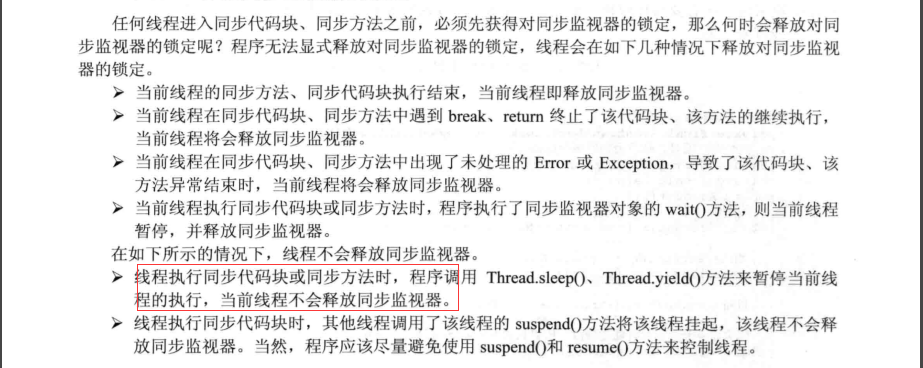 任何线程进入同步代码块、同步方法之前，必须先获得对同步监视器的锁定，那么何时会释放对同
步监视器的锁定呢？程序无法显式释放对同步监视器的锁定，线程会在如下几种情况下释放对同步监视
器的锁定。
➢ 当前线程的同步方法、同步代码块执行结束，当前线程即释放同步监视器。
➢ 当前线程在同步代码块、同步方法中遇到 break、return 终止了该代码块、该方法的继续执行，
当前线程将会释放同步监视器。
➢ 当前线程在同步代码块、同步方法中出现了未处理的 Error 或 Exception，导致了该代码块、该
方法异常结束时，当前线程将会释放同步监视器。
➢ 当前线程执行同步代码块或同步方法时，程序执行了同步监视器对象的 wait()方法，则当前线程
暂停，并释放同步监视器。
在如下所示的情况下，线程不会释放同步监视器。
➢ 线程执行同步代码块或同步方法时，程序调用 Thread.sleep()、Thread.yield()方法来暂停当前线
程的执行，当前线程不会释放同步监视器。
➢ 线程执行同步代码块时，其他线程调用了该线程的 suspend()方法将该线程挂起，该线程不会释
放同步监视器。当然，程序应该尽量避免使用 suspend()和 resume()方法来控制线程。